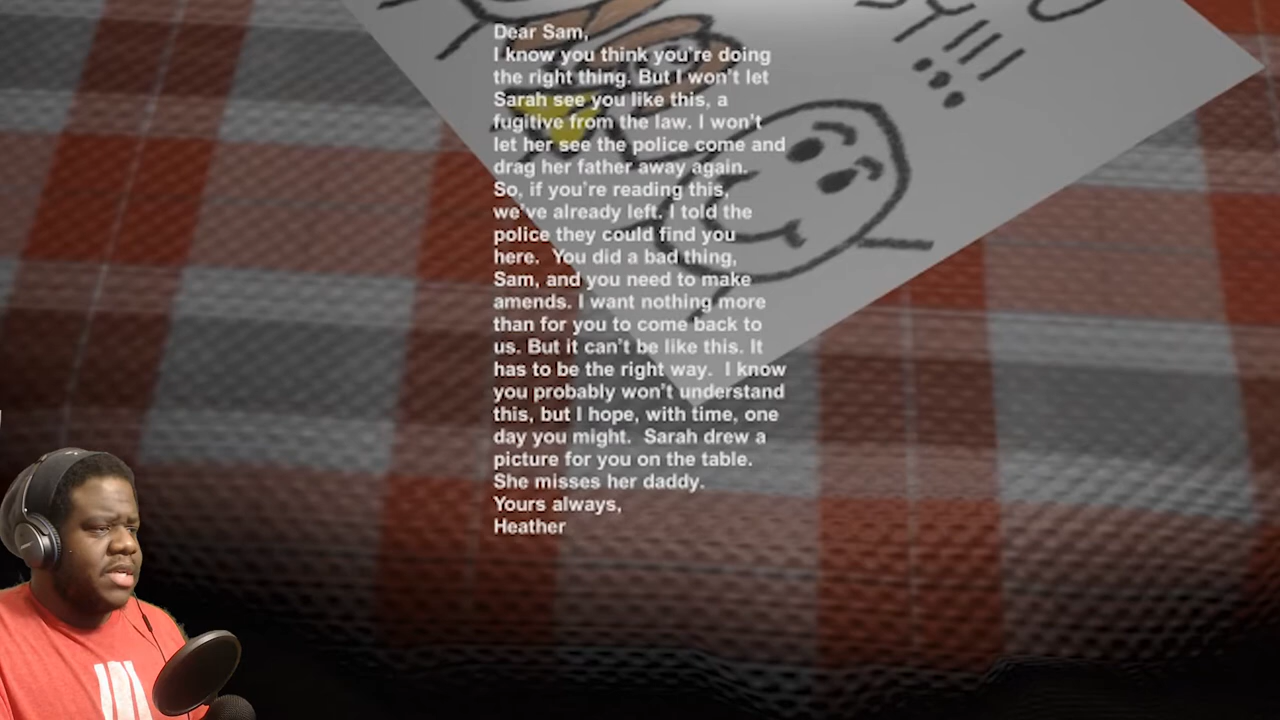 Dear Sam,
I know you think you're doing
the right thing. But I won't let
Sarah see you like this, a
fugitive from the law. I won't
let her see the police come and
drag her father away again.
So, if you're reading this,
we've already left. I told the
police they could find you
here.  You did a bad thing,
Sam, and you need to make
amends. I want nothing more
than for you to come back to
us. But it can't be like this. It
has to be the right way.  I know
you probably won't understand
this, but I hope, with time, one
day you might.  Sarah drew a
picture for you on the table.
She misses her daddy.
Yours always,
Heather